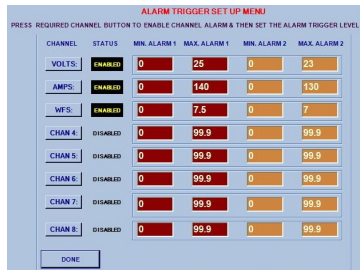 ALARM TRIGGER SET UP MENU
PRESS REQUIRED CHANNEL BUTTON TO ENABLE CHANNEL ALARM & THEN SET THE ALARM TRIGGER LEVEL
CHANNEL STATUS MIN. ALARM 1 MAX. ALARM 1 MIN. ALARM 2 MAX. ALARM 2
VOLTS: ENABLED 0 25 0 23
AMPS: ENABLED 0 140 0 130
WFS: ENABLED 0 7.5 0 7
CHAN 4: DISABLED 0 99.9 0 99.9
CHAN 5: DISABLED 0 99.9 0 99.9
CHAN 6: DISABLED 0 99.9 0 99.9
CHAN 7: DISABLED 0 99.9 0 99.9
CHAN 8: DISABLED 0 99.9 0 99.9
DONE